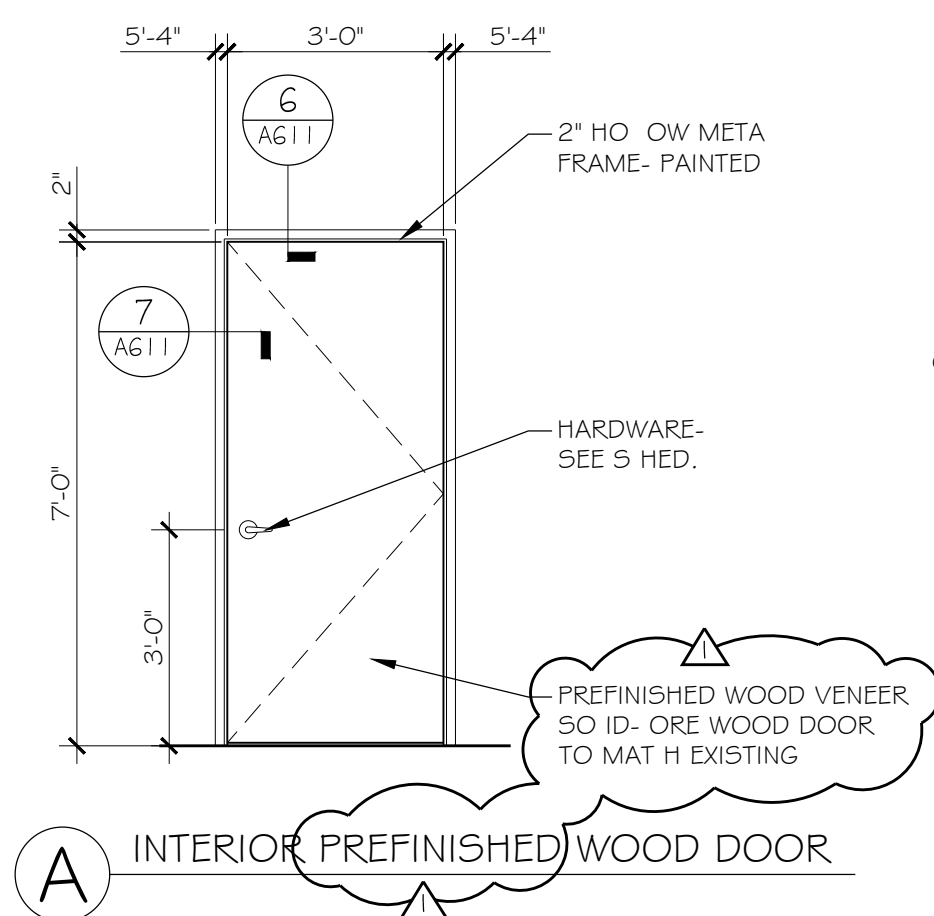 5'-4" 3'-0" 5'-4"
6
A611
2" HO OW META
FRAME- PAINTED
2"
7
A611
7'-0"
HARDWARE-
SEE S HED.
3'-0"
1
PREFINISHED WOOD VENEER
SO ID- ORE WOOD DOOR
TO MAT H EXISTING
A
INTERIOR PREFINISHED WOOD DOOR
1